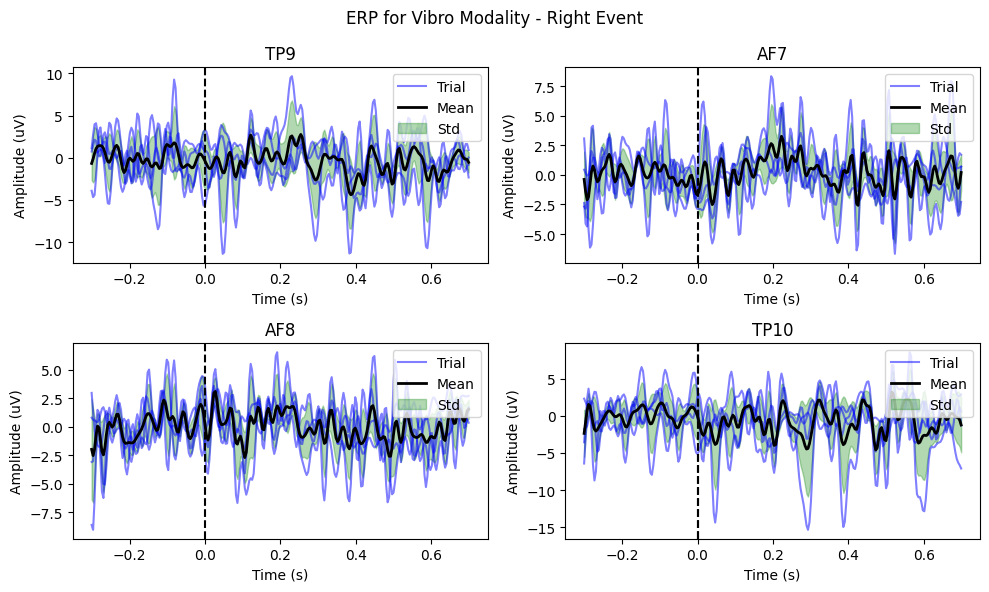 ERP for Vibro Modality - Right Event
TP9
Amplitude (uV)
10
5
0
−5
−10
−0.2
0.0
0.2
0.4
0.6
Time (s)
Trial
Mean
Std
AF7
Amplitude (uV)
7.5
5.0
2.5
0.0
−2.5
−5.0
−0.2
0.0
0.2
0.4
0.6
Time (s)
Trial
Mean
Std
AF8
Amplitude (uV)
5.0
2.5
0.0
−2.5
−5.0
−7.5
−0.2
0.0
0.2
0.4
0.6
Time (s)
Trial
Mean
Std
TP10
Amplitude (uV)
5
0
−5
−10
−15
−0.2
0.0
0.2
0.4
0.6
Time (s)
Trial
Mean
Std